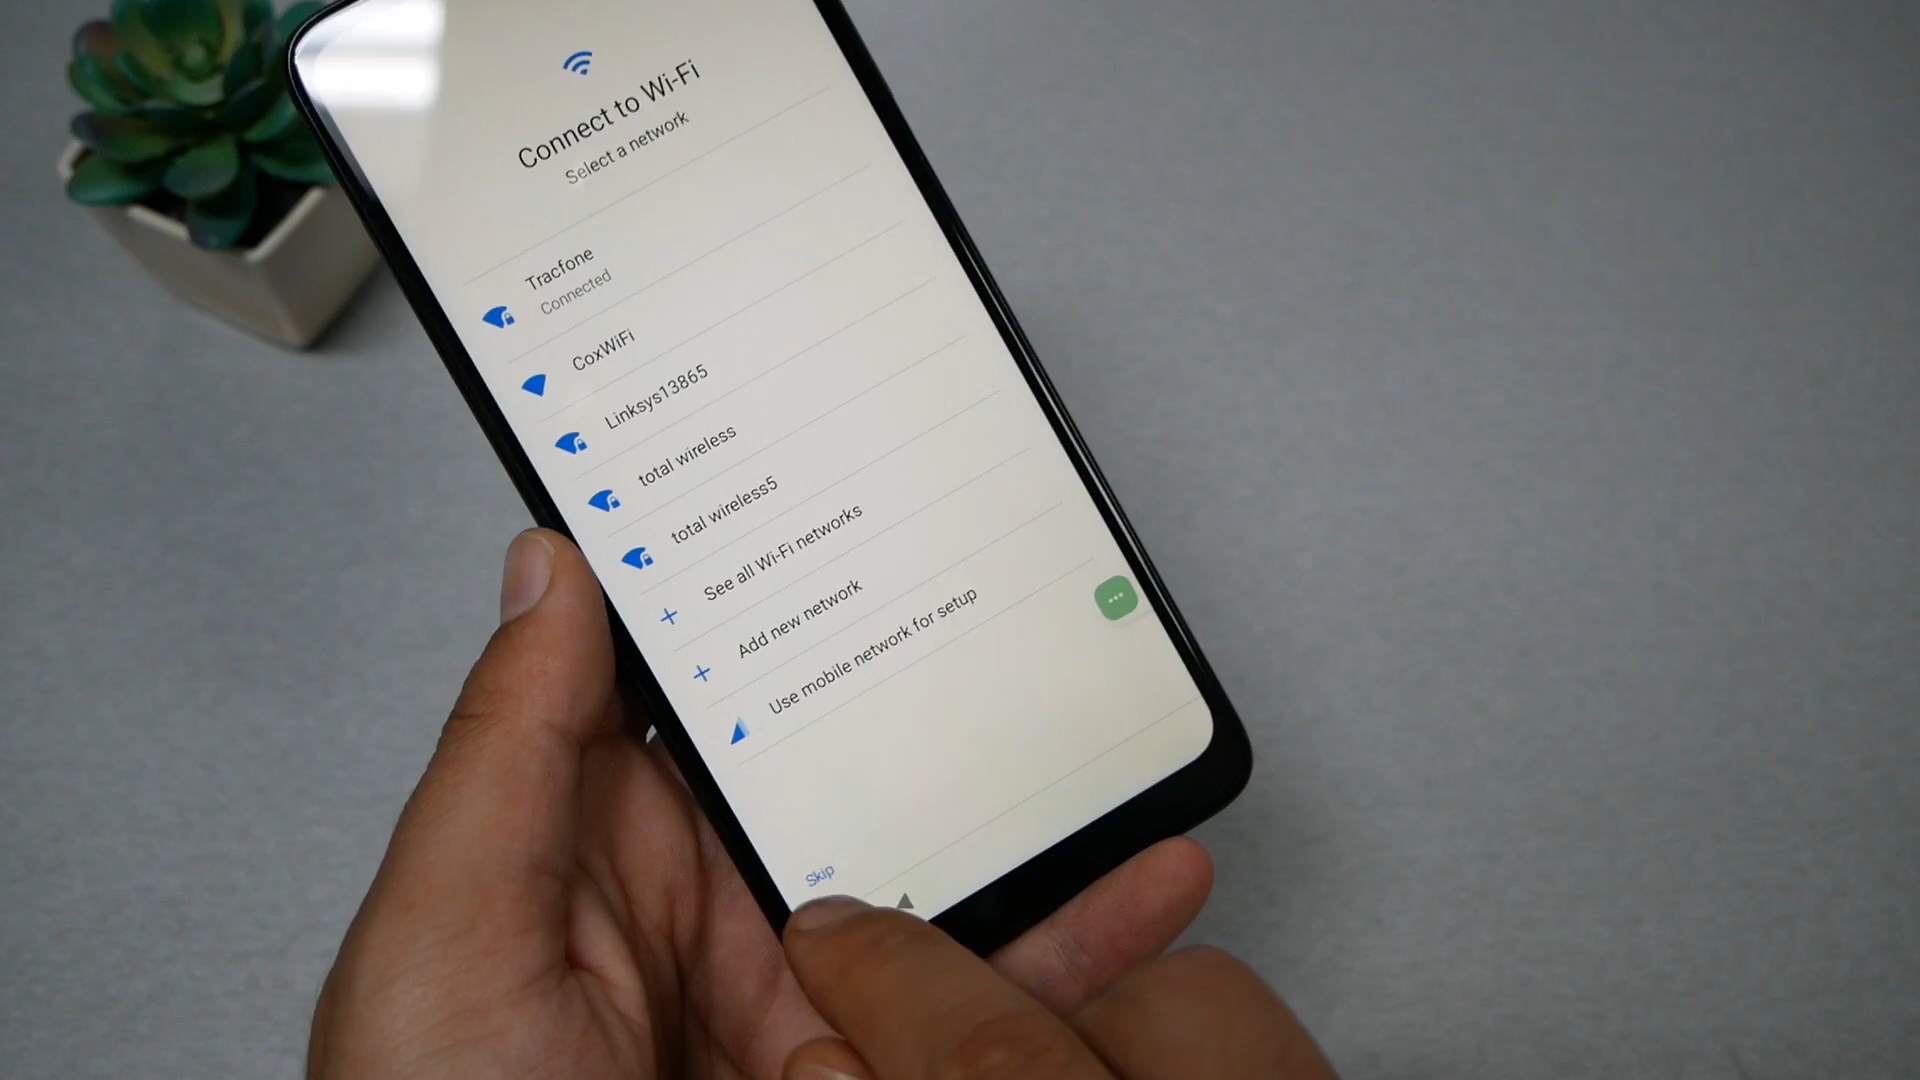 Connect to Wi-Fi
Select a network
Tracfone
Connected
CoxWiFi
Linksys13865
total wireless
total wireless5
See all Wi-Fi networks
Add new network
Use mobile network for setup
Skip